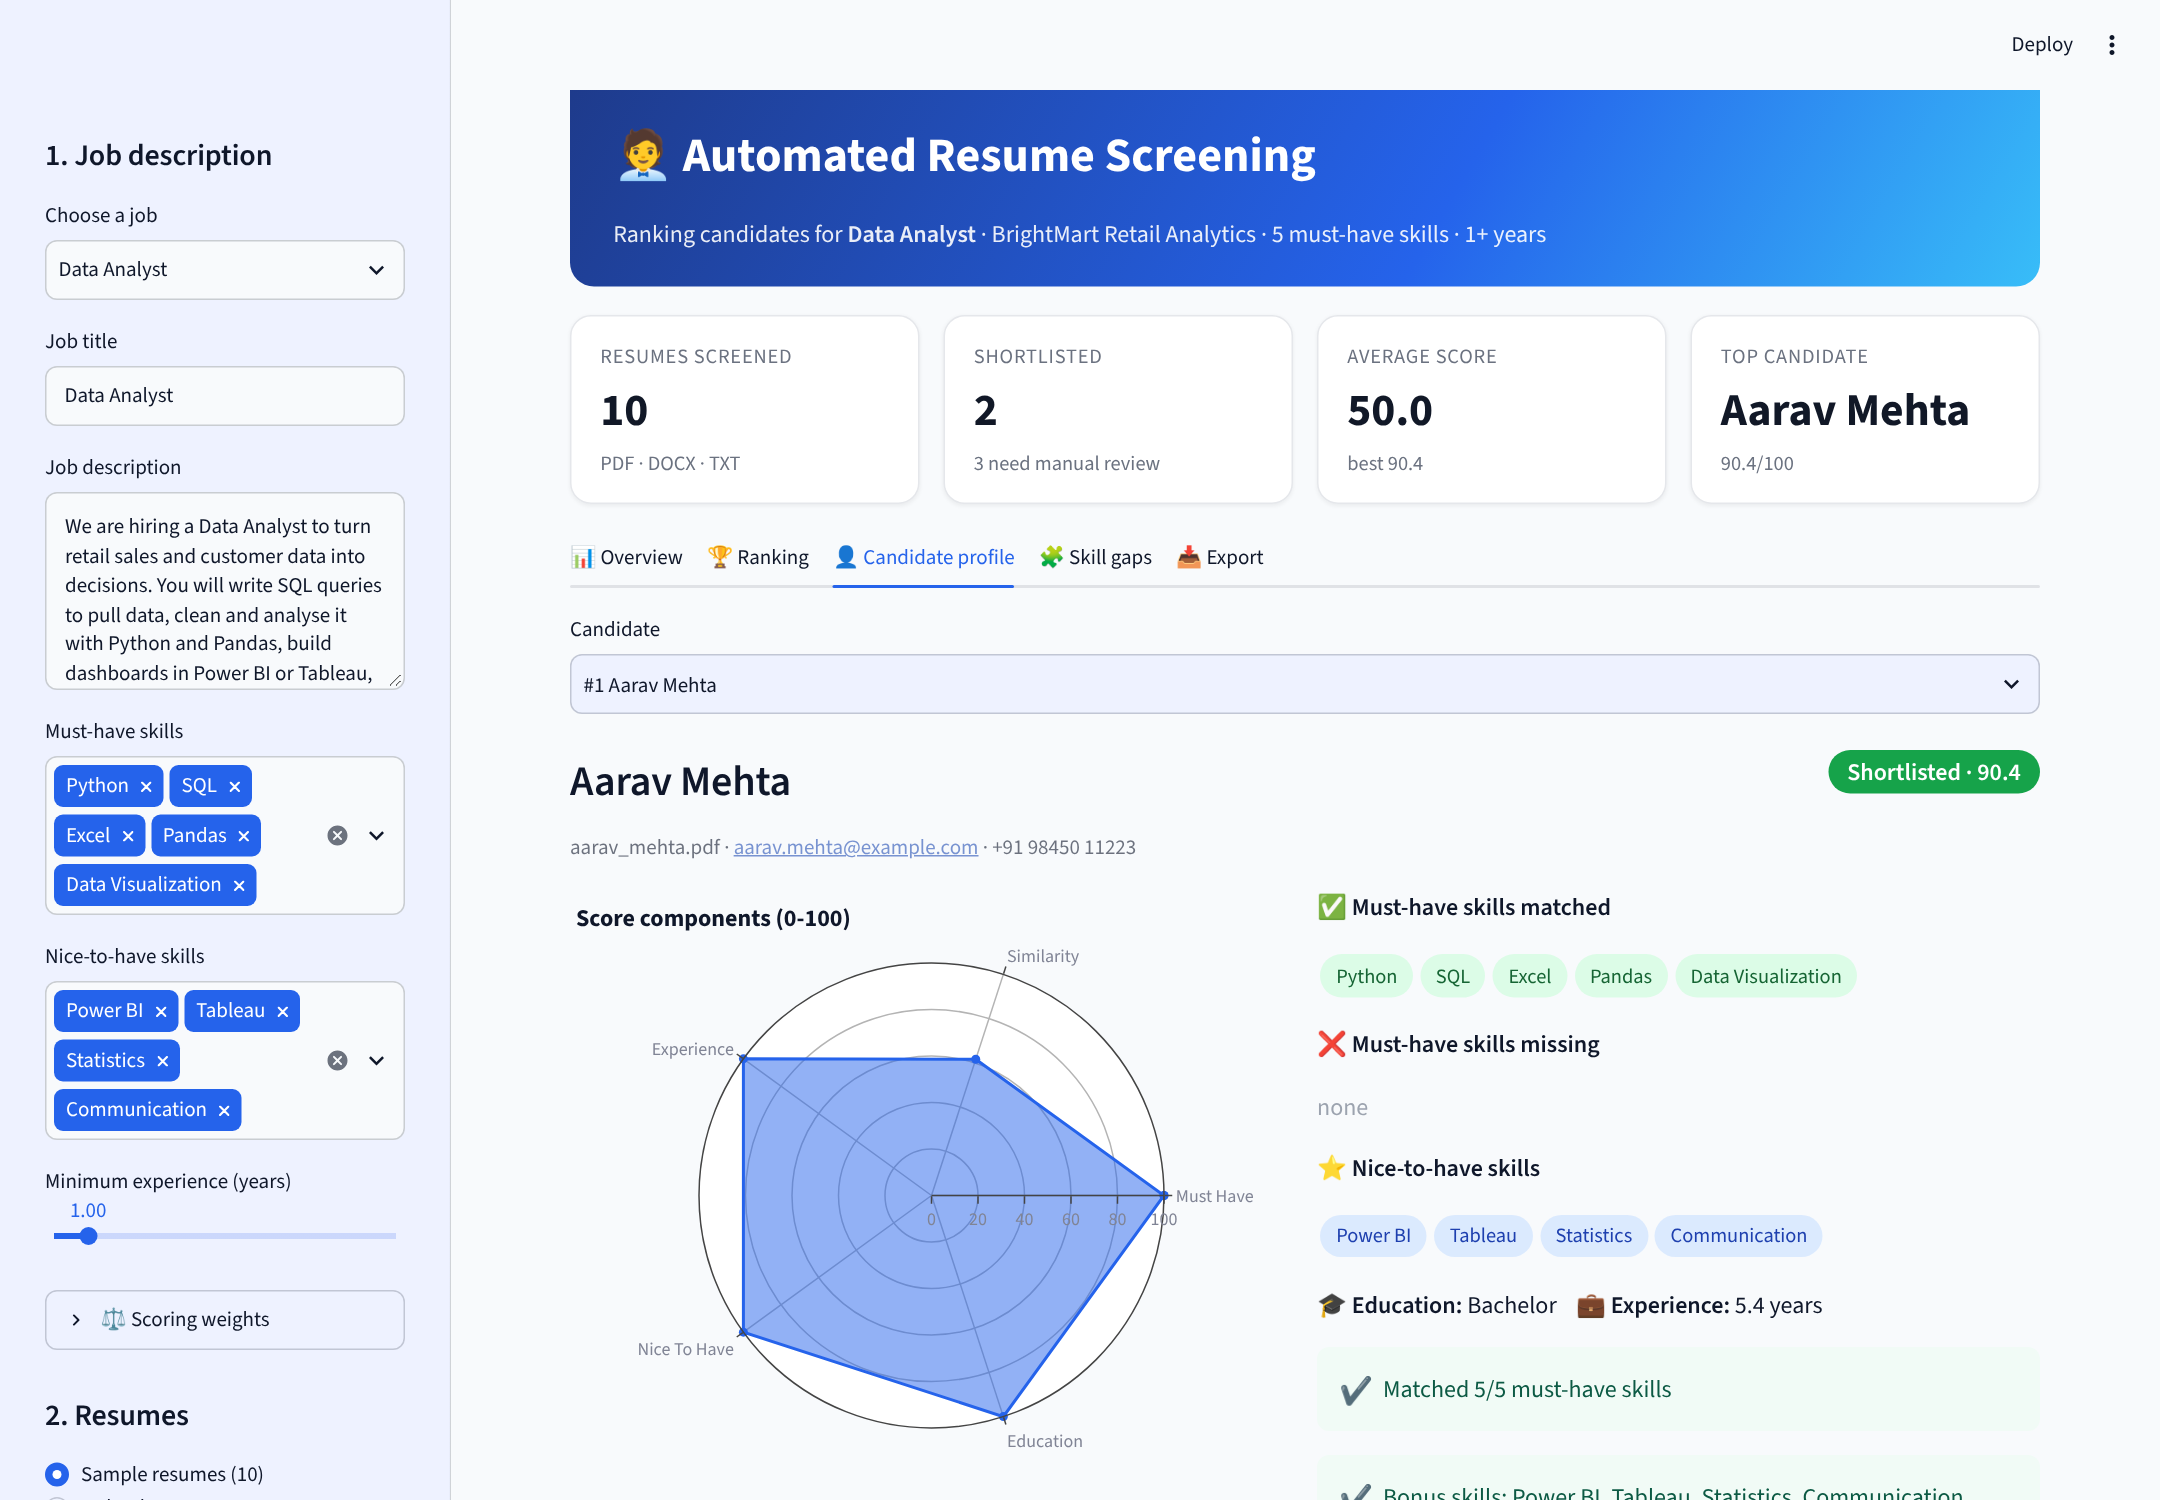 Deploy
1. Job description
Choose a job
Data Analyst
Job title
Data Analyst
Job description
We are hiring a Data Analyst to turn
retail sales and customer data into
decisions. You will write SQL queries
to pull data, clean and analyse it
with Python and Pandas, build
dashboards in Power BI or Tableau,
Must-have skills
Python SQL
Excel Pandas
Data Visualization
Nice-to-have skills
Power BI Tableau
Statistics
Communication
Minimum experience (years)
1.00
Scoring weights
2. Resumes
Sample resumes (10)
Automated Resume Screening
Ranking candidates for Data Analyst · BrightMart Retail Analytics · 5 must-have skills · 1+ years
RESUMES SCREENED
10
PDF · DOCX · TXT
SHORTLISTED
2
3 need manual review
AVERAGE SCORE
50.0
best 90.4
TOP CANDIDATE
Aarav Mehta
90.4/100
Overview Ranking Candidate profile Skill gaps Export
Candidate
#1 Aarav Mehta
Aarav Mehta
Shortlisted · 90.4
aarav_mehta.pdf · aarav.mehta@example.com · +91 98450 11223
Score components (0-100)
Similarity
Experience
Must Have
0 20 40 60 80 100
Nice To Have
Education
Must-have skills matched
Python SQL Excel Pandas Data Visualization
Must-have skills missing
none
Nice-to-have skills
Power BI Tableau Statistics Communication
Education: Bachelor Experience: 5.4 years
Matched 5/5 must-have skills
Bonus skills: Power BI, Tableau, Statistics, Communication